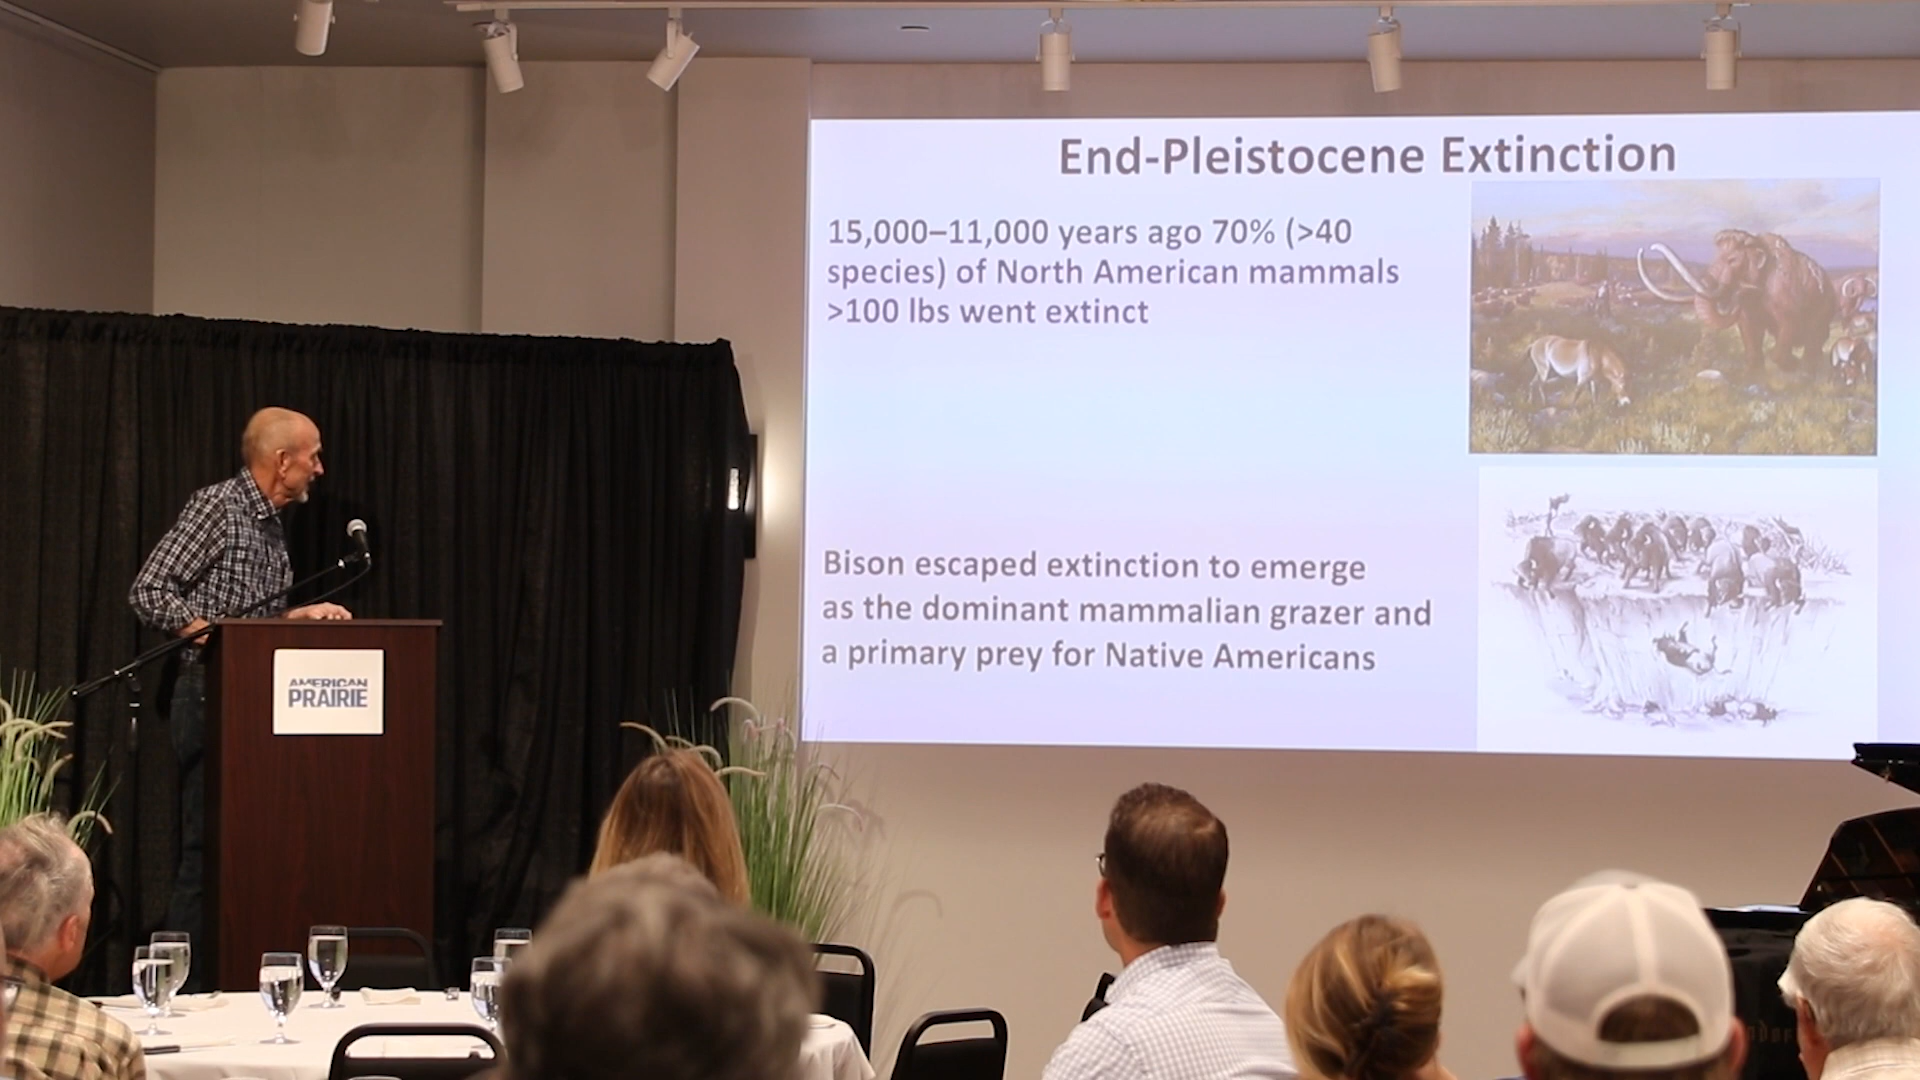 End-Pleistocene Extinction
15,000–11,000 years ago 70% (>40
species) of North American mammals
>100 lbs went extinct
Bison escaped extinction to emerge
as the dominant mammalian grazer and
a primary prey for Native Americans
AMERICAN
PRAIRIE